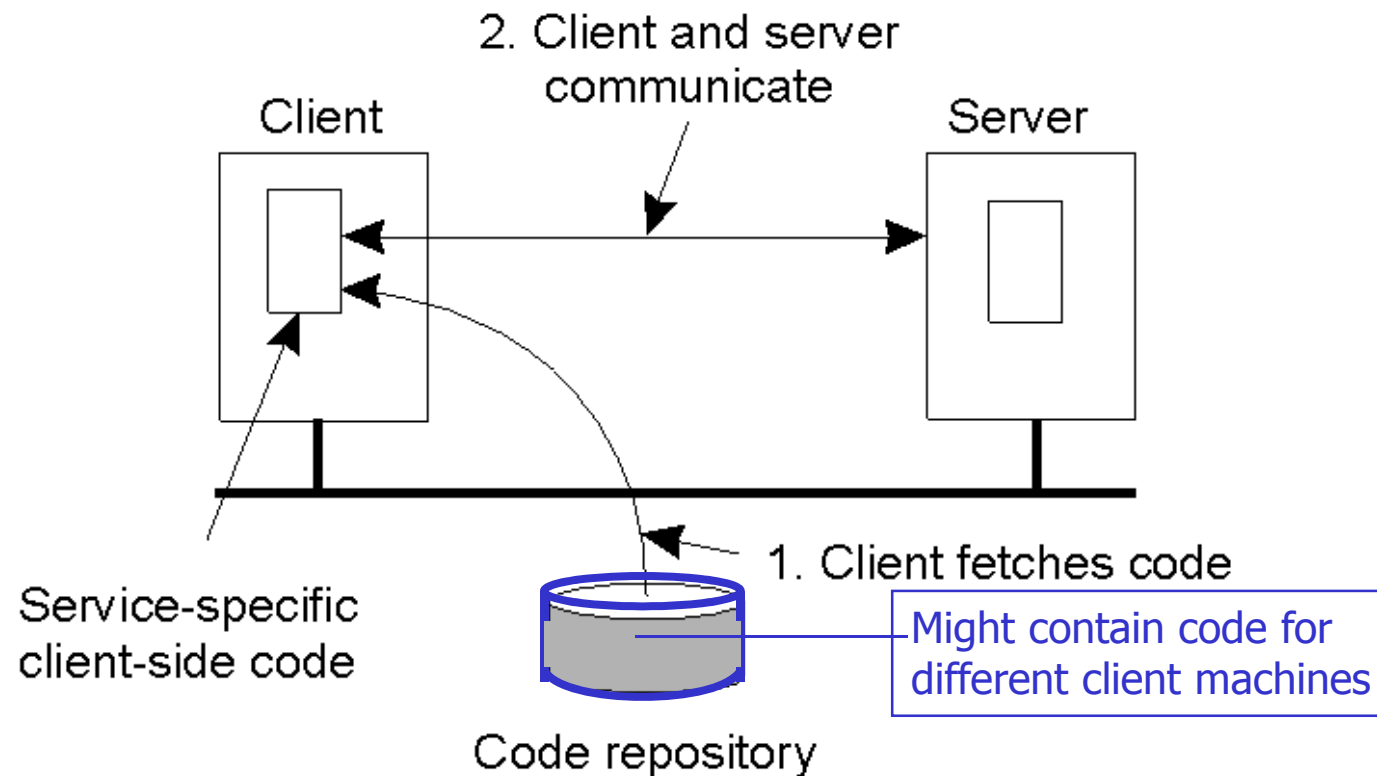 2. Client and server
communicate
Client
Server
1. Client fetches code
Service-specific
client-side code
Might contain code for
different client machines
Code repository